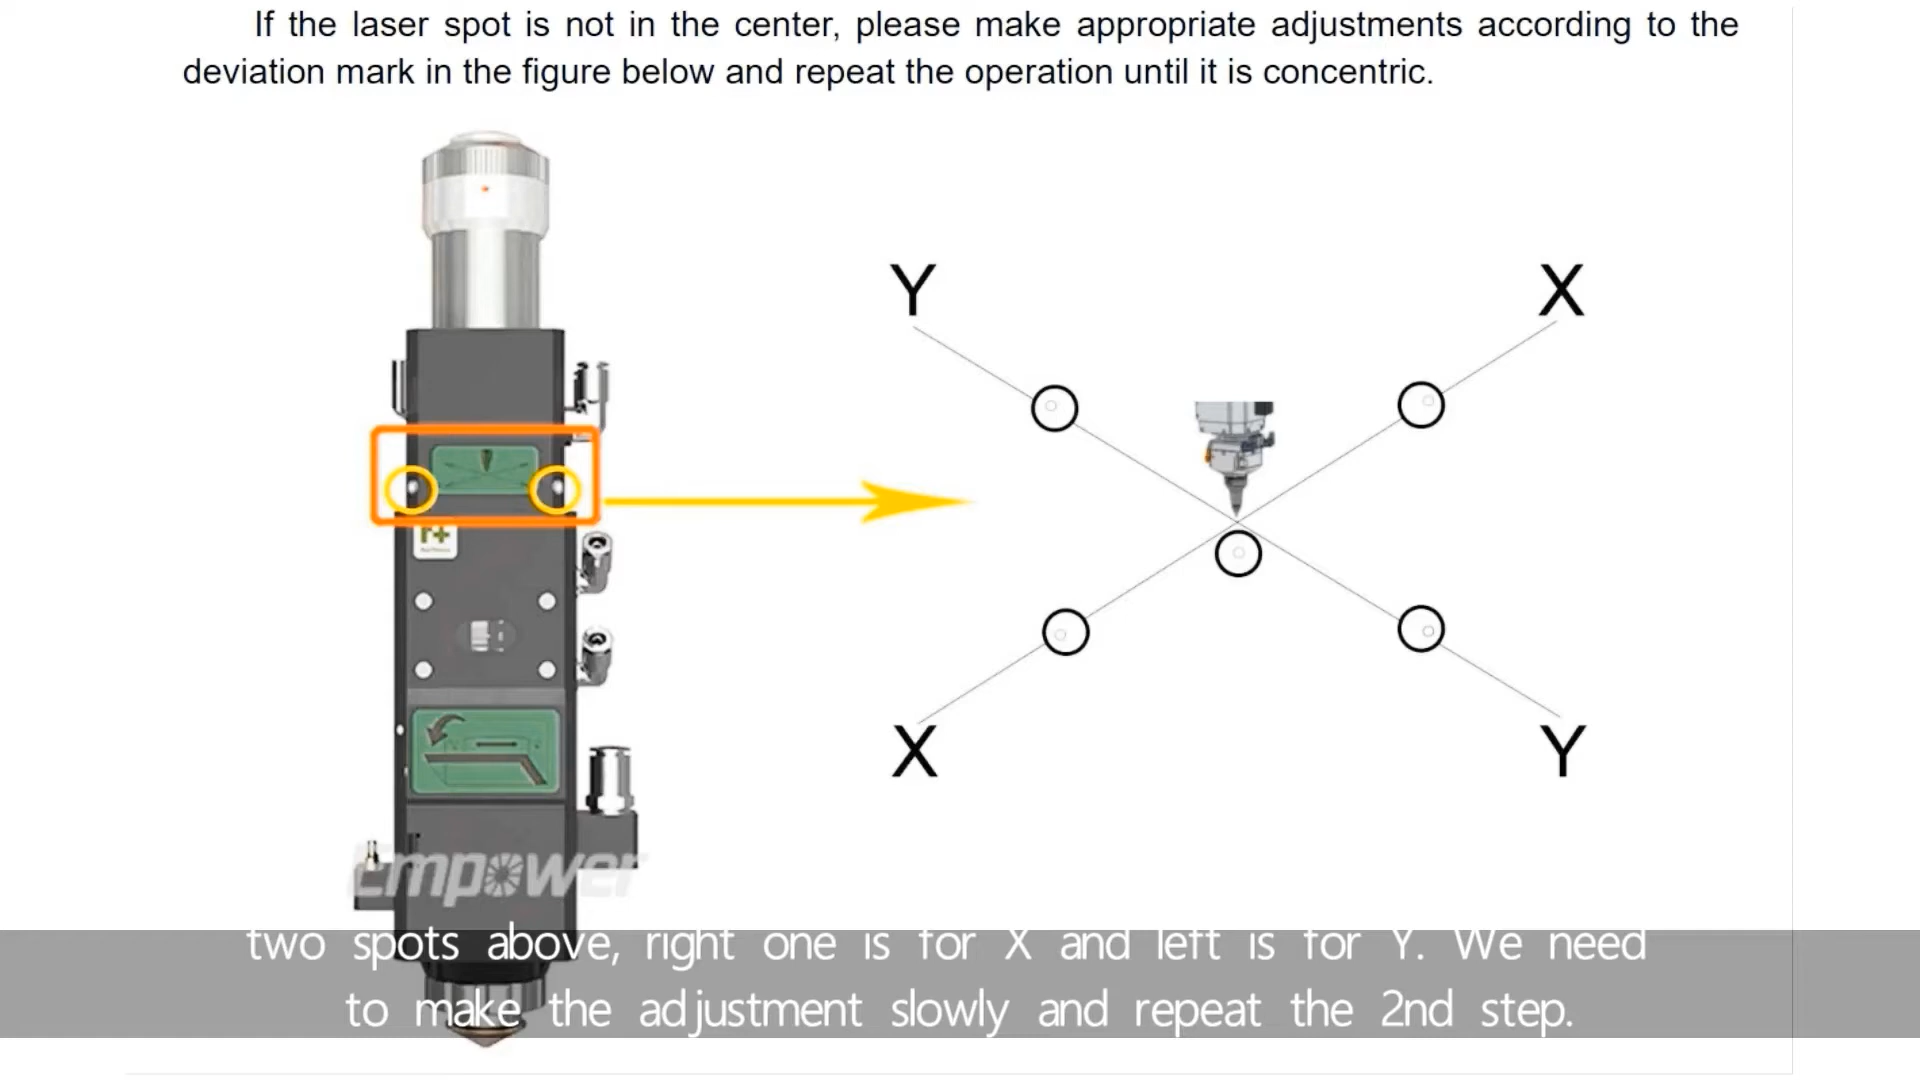 If the laser spot is not in the center, please make appropriate adjustments according to the
deviation mark in the figure below and repeat the operation until it is concentric.
Y
X
r+
X
Y
Empower
two spots above, right one is for X and left is for Y. We need
to make the adjustment slowly and repeat the 2nd step.